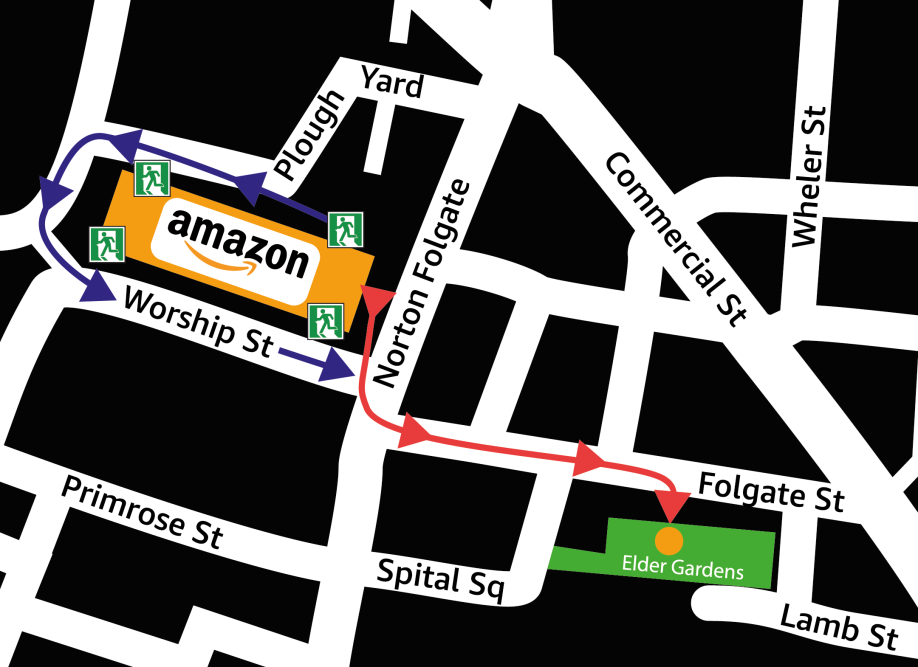 Yard
Plough
Wheler St
Commercial St
amazon
Norton Folgate
Worship St
Primrose St
Folgate St
Spital Sq
Elder Gardens
Lamb St